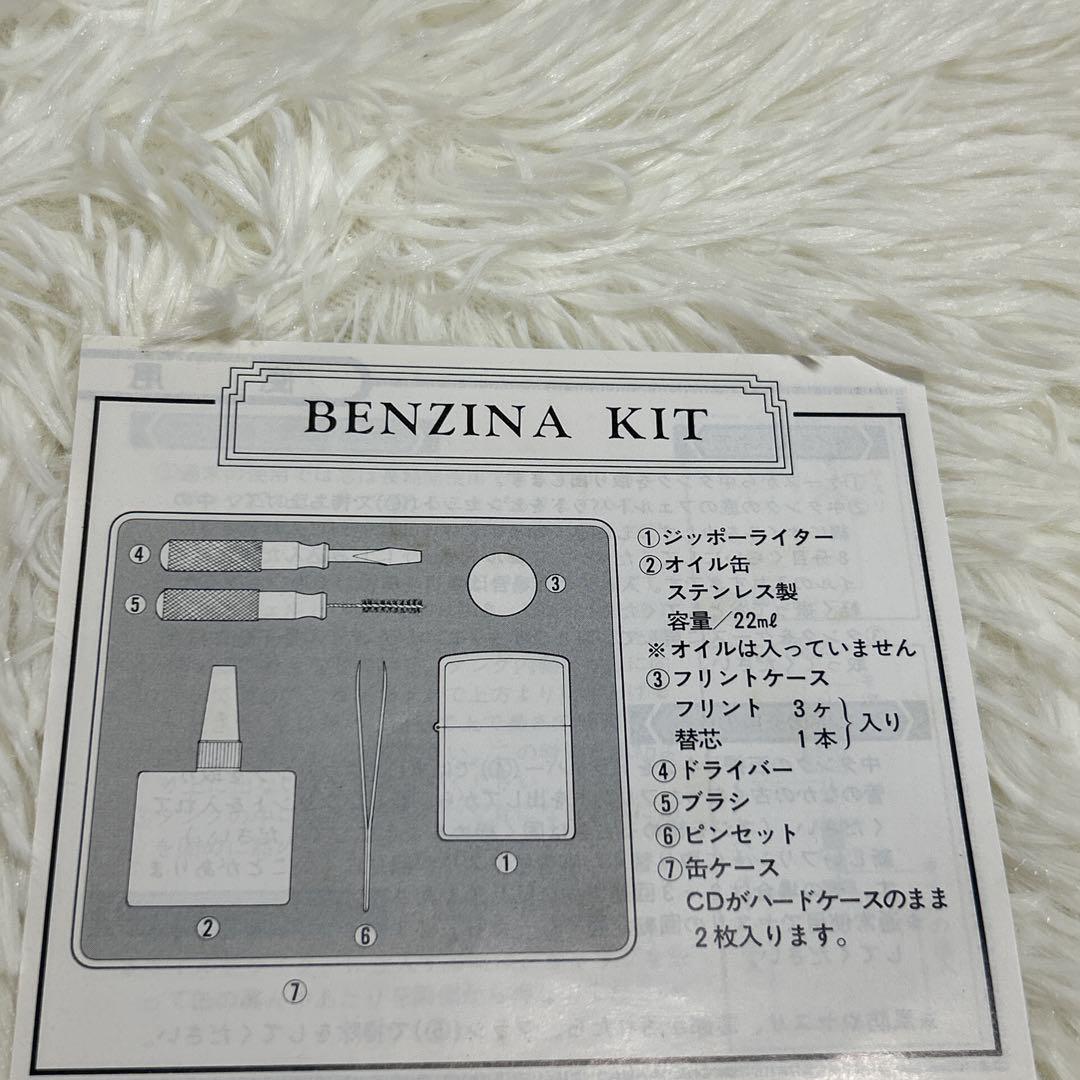 BENZINA KIT
①ジッポーライター
②オイル缶
ステンレス製
容量/22㎖
※オイルは入っていません
③フリントケース
フリント 3ヶ
替芯 1本
入り
④ドライバー
⑤ブラシ
⑥ピンセット
⑦缶ケース
CDがハードケースのまま
2枚入ります。
④
⑤
③
①
②
⑥
⑦